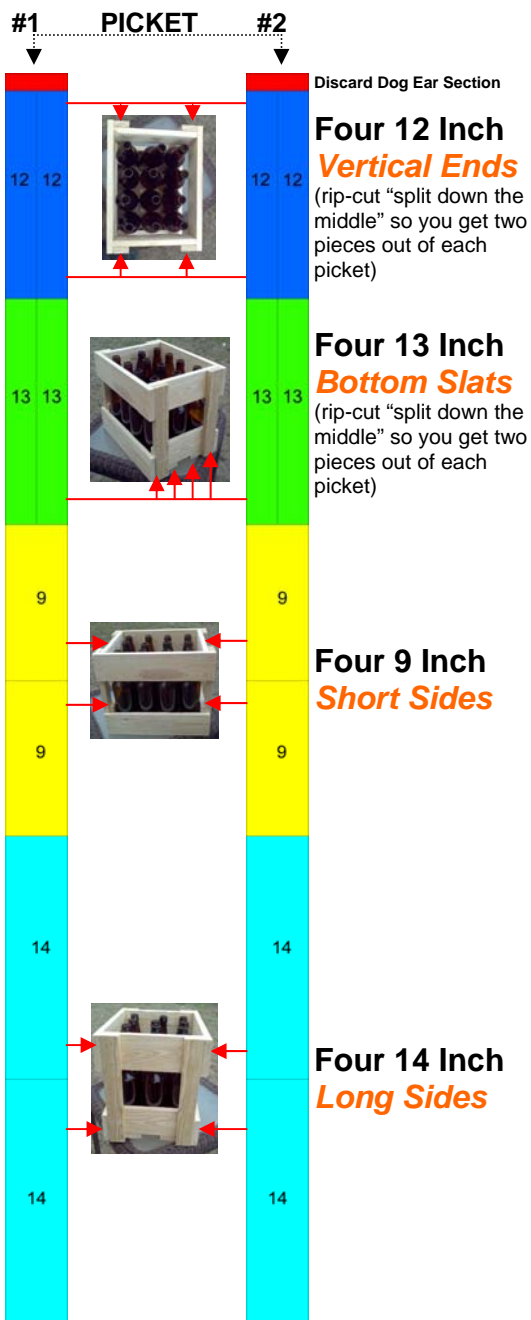 #1 PICKET #2
Discard Dog Ear Section
12 12
12 12
Four 12 Inch
Vertical Ends
(rip-cut “split down the
middle” so you get two
pieces out of each
picket)
13 13
13 13
Four 13 Inch
Bottom Slats
(rip-cut “split down the
middle” so you get two
pieces out of each
picket)
9
9
Four 9 Inch
Short Sides
9
9
14
14
Four 14 Inch
Long Sides
14
14